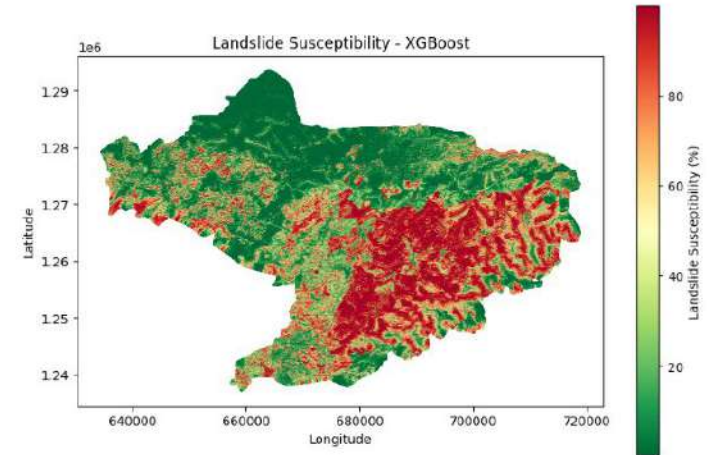 Landslide Susceptibility - XGBoost
1e6
1.29
1.28
1.27
1.26
1.25
1.24
Latitude
640000 660000 680000 700000 720000
Longitude
80
60
40
20
Landslide Susceptibility (%)